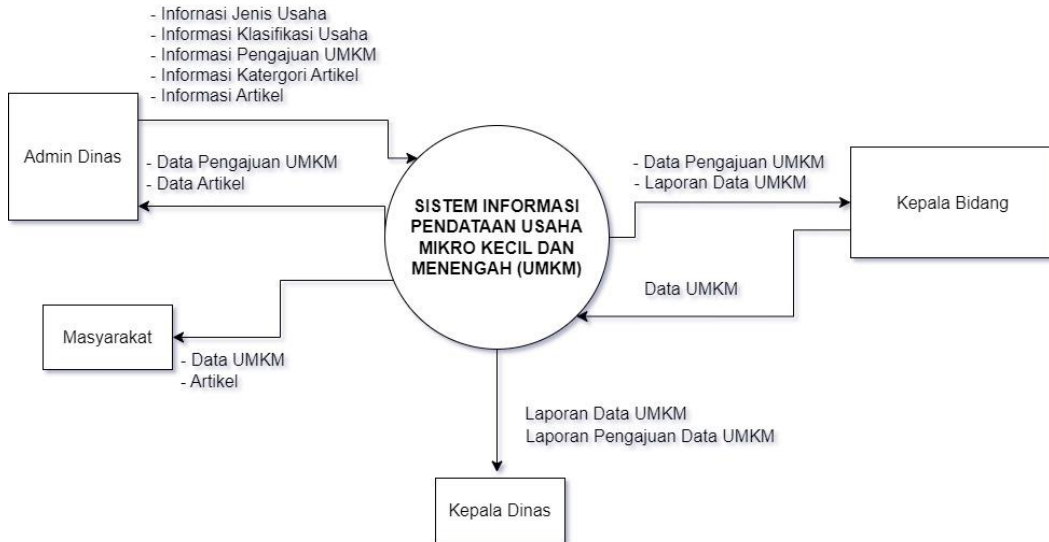 - Infornasi Jenis Usaha
- Informasi Klasifikasi Usaha
- Informasi Pengajuan UMKM
- Informasi Katergori Artikel
- Informasi Artikel
Admin Dinas
- Data Pengajuan UMKM
- Data Artikel
SISTEM INFORMASI
PENDATAAN USAHA
MIKRO KECIL DAN
MENENGAH (UMKM)
- Data Pengajuan UMKM
- Laporan Data UMKM
Kepala Bidang
Data UMKM
Masyarakat
- Data UMKM
- Artikel
Laporan Data UMKM
Laporan Pengajuan Data UMKM
Kepala Dinas